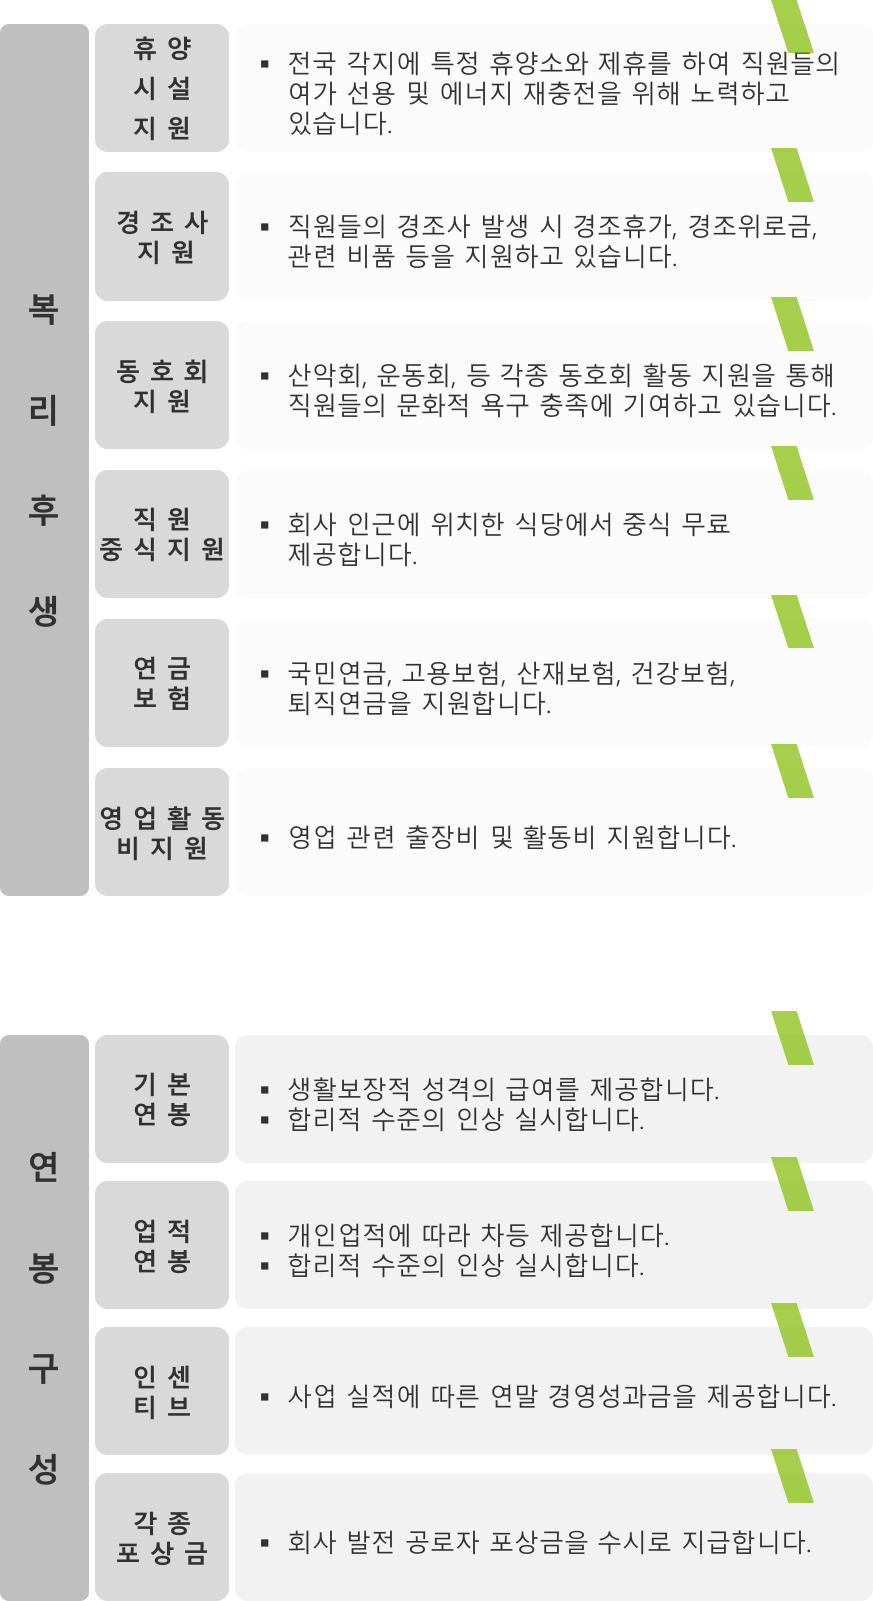 복리후생
휴양
시설
지원
▪ 전국 각지에 특정 휴양소와 제휴를 하여 직원들의
여가 선용 및 에너지 재충전을 위해 노력하고
있습니다.
경조사
지원
▪ 직원들의 경조사 발생 시 경조휴가, 경조위로금,
관련 비품 등을 지원하고 있습니다.
동호회
지원
▪ 산악회, 운동회, 등 각종 동호회 활동 지원을 통해
직원들의 문화적 욕구 충족에 기여하고 있습니다.
직원
중식지원
▪ 회사 인근에 위치한 식당에서 중식 무료
제공합니다.
연금
보험
▪ 국민연금, 고용보험, 산재보험, 건강보험,
퇴직연금을 지원합니다.
영업활동
비지원
▪ 영업 관련 출장비 및 활동비 지원합니다.
연봉구성
기본
연봉
▪ 생활보장적 성격의 급여를 제공합니다.
▪ 합리적 수준의 인상 실시합니다.
업적
연봉
▪ 개인업적에 따라 차등 제공합니다.
▪ 합리적 수준의 인상 실시합니다.
인센
티브
▪ 사업 실적에 따른 연말 경영성과금을 제공합니다.
각종
포상금
▪ 회사 발전 공로자 포상금을 수시로 지급합니다.